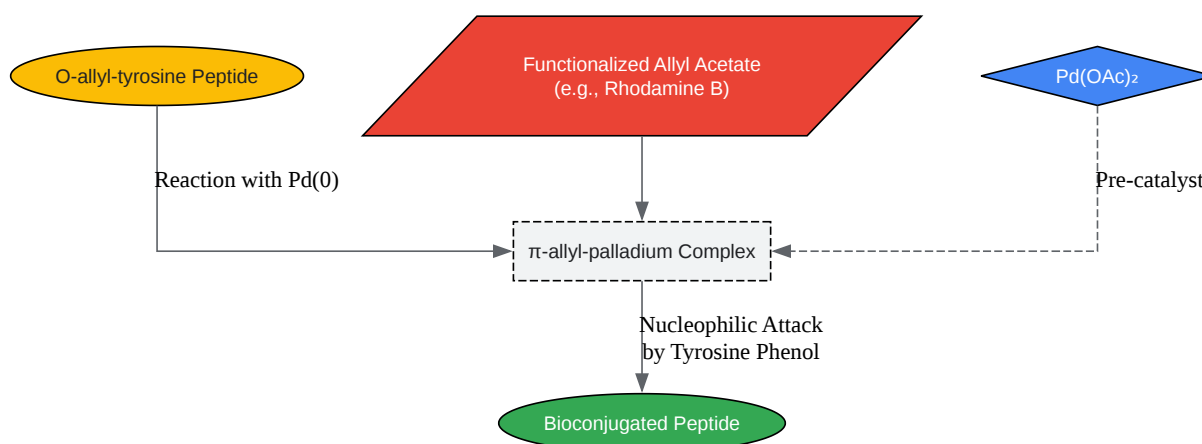 O-allyl-tyrosine Peptide
Functionalized Allyl Acetate
(e.g., Rhodamine B)
Pd(OAc)₂
Reaction with Pd(0)
Pre-catalyst
π-allyl-palladium Complex
Nucleophilic Attack
by Tyrosine Phenol
Bioconjugated Peptide